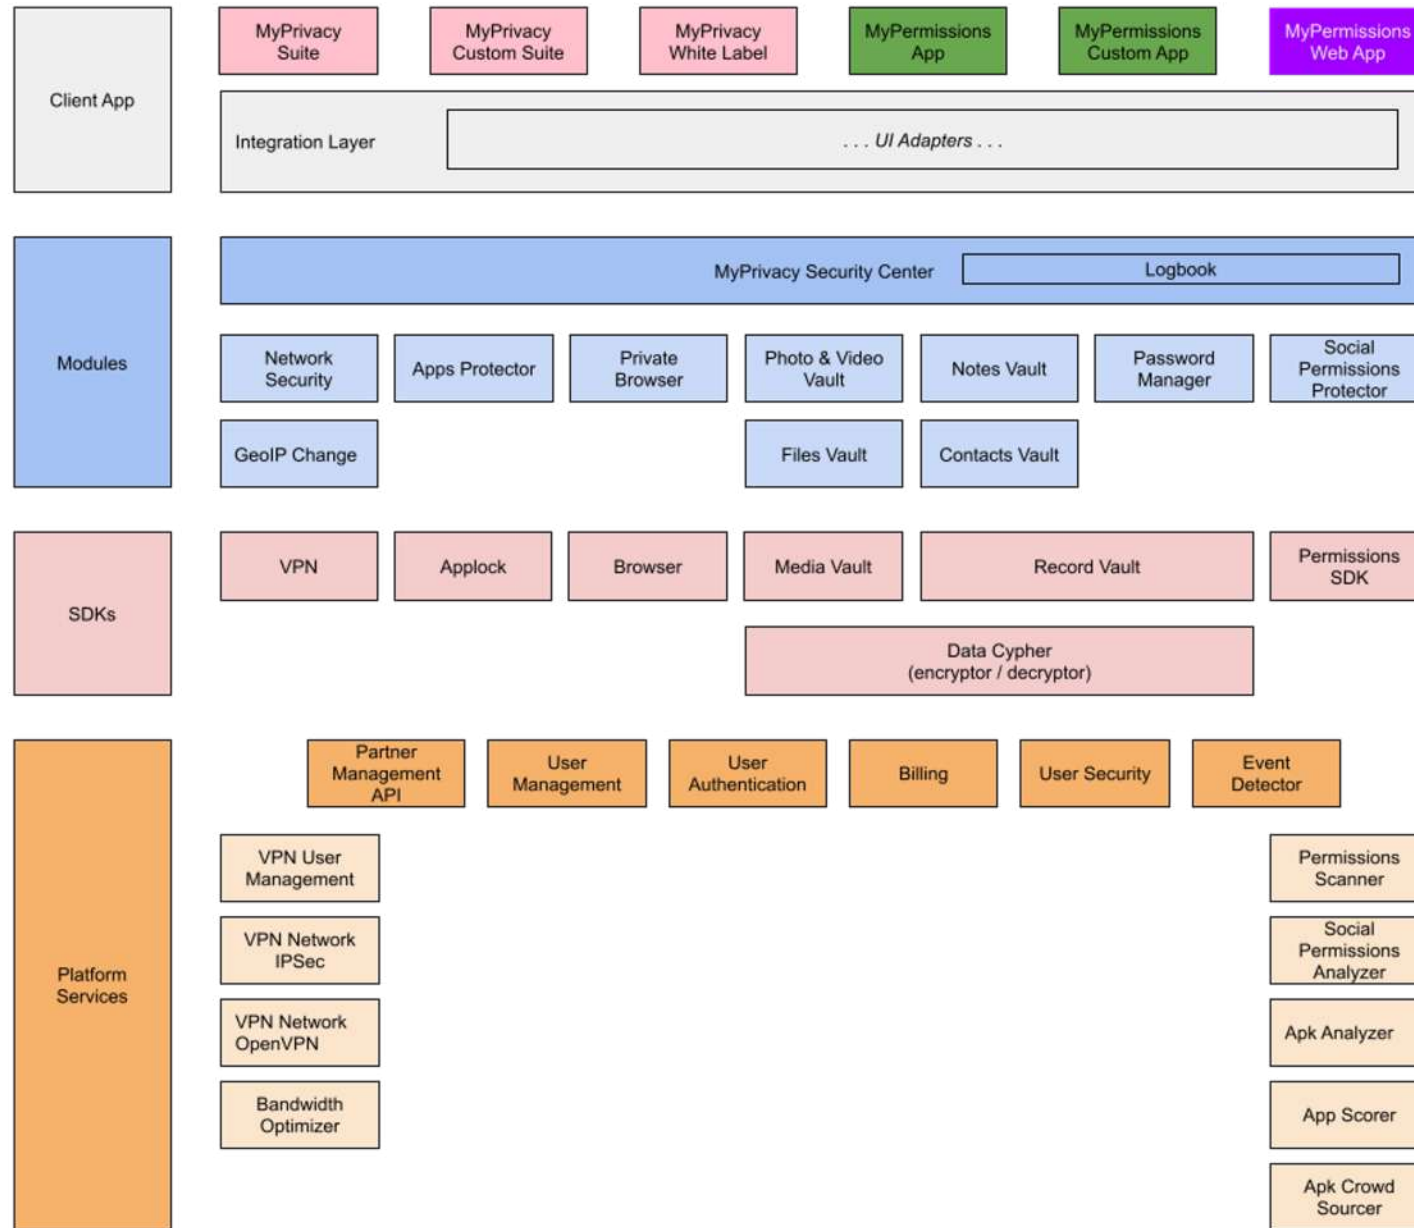 MyPrivacy
Suite
MyPrivacy
Custom Suite
MyPrivacy
White Label
MyPermissions
App
MyPermissions
Custom App
MyPermissions
Web App
Client App
Integration Layer
. . . UI Adapters . . .
MyPrivacy Security Center
Logbook
Modules
Network
Security
Apps Protector
Private
Browser
Photo & Video
Vault
Notes Vault
Password
Manager
Social
Permissions
Protector
GeoIP Change
Files Vault
Contacts Vault
SDKs
VPN
Applock
Browser
Media Vault
Record Vault
Permissions
SDK
Data Cypher
(encryptor / decryptor)
Platform
Services
Partner
Management
API
User
Management
User
Authentication
Billing
User Security
Event
Detector
VPN User
Management
Permissions
Scanner
VPN Network
IPSec
Social
Permissions
Analyzer
VPN Network
OpenVPN
Apk Analyzer
Bandwidth
Optimizer
App Scorer
Apk Crowd
Sourcer